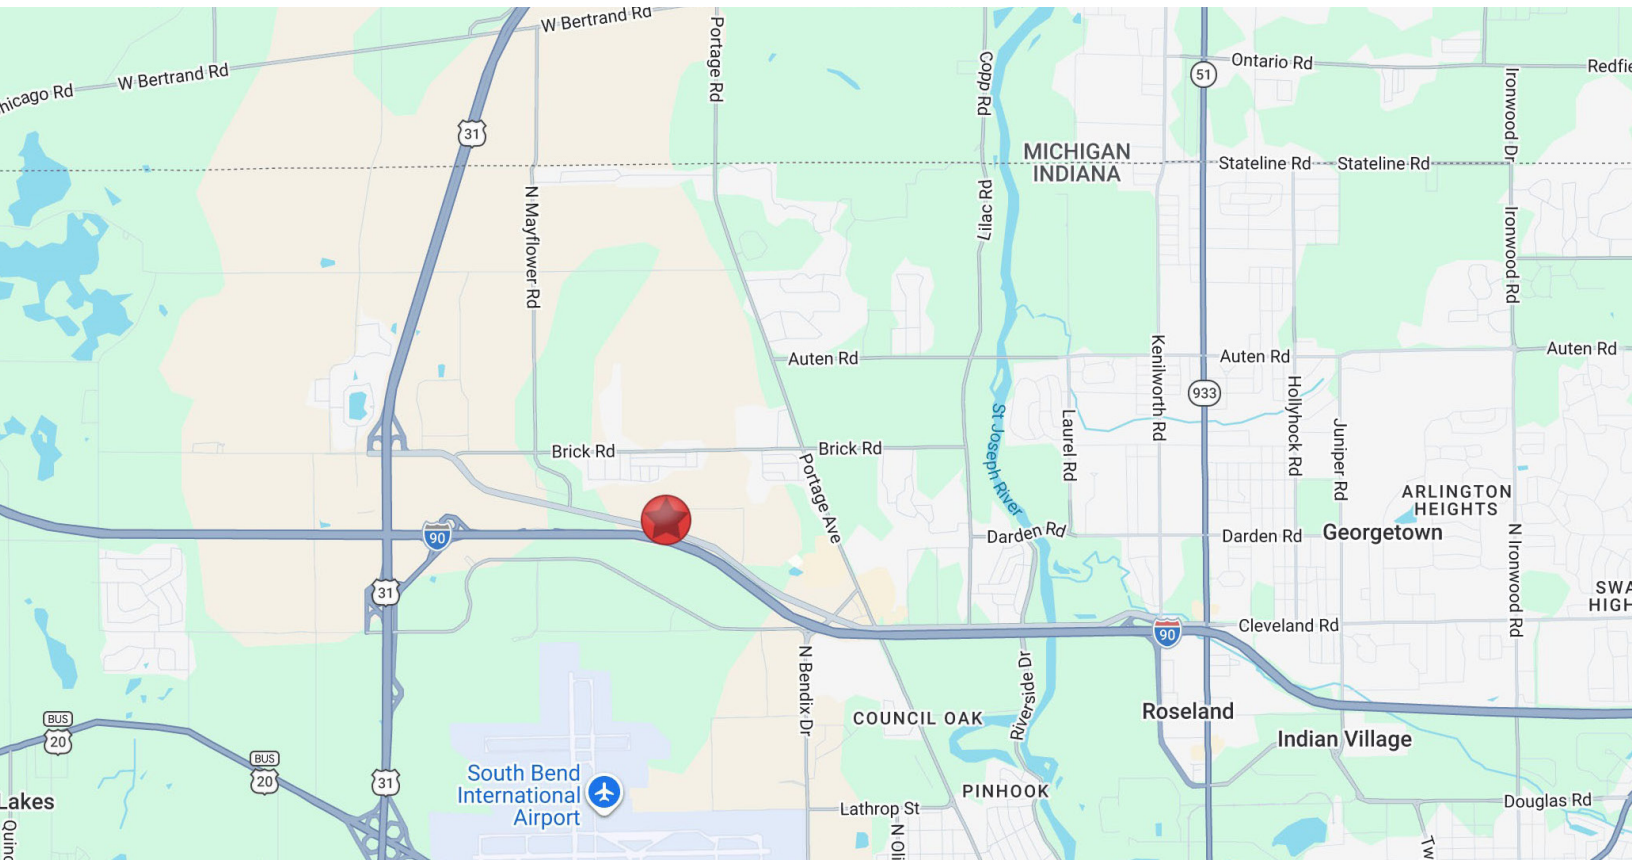 W Bertrand Rd
W Bertrand Rd
hicago Rd
Portage Rd
Copp Rd
51
Ontario Rd
Redfie
Ironwood Dr
31
MICHIGAN
INDIANA
Stateline Rd
Stateline Rd
N Mayflower Rd
Lilac Rd
Ironwood Rd
Auten Rd
Auten Rd
Auten Rd
Kenilworth Rd
933
Hollyhock Rd
Laurel Rd
Juniper Rd
St Joseph River
Brick Rd
Brick Rd
Portage Ave
ARLINGTON
HEIGHTS
90
Darden Rd
Darden Rd
Georgetown
N Ironwood Rd
31
SWA
HIGH
Cleveland Rd
90
N Bendix Dr
Riverside Dr
COUNCIL OAK
Roseland
Indian Village
BUS
20
BUS
20
31
South Bend
International
Airport
PINHOOK
Lakes
Lathrop St
Douglas Rd
Quinc
N Oli
Tw